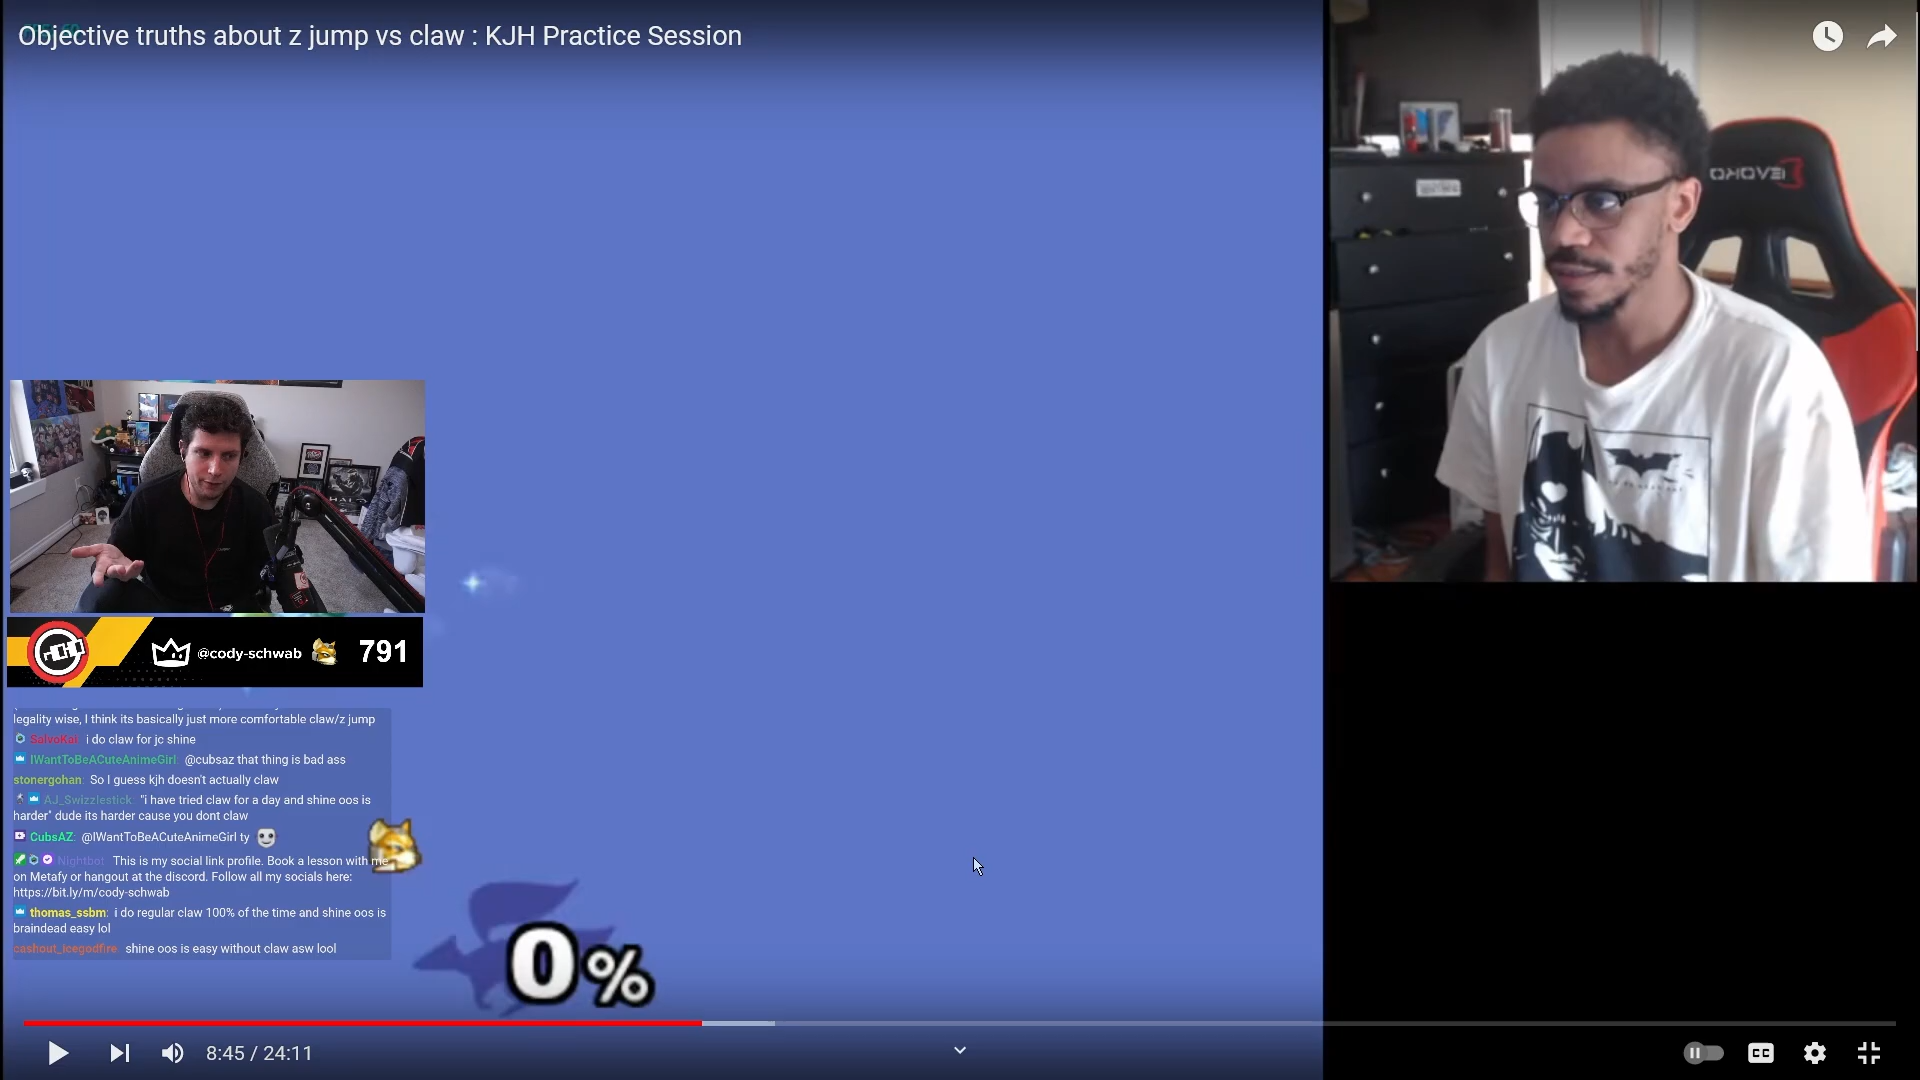 Objective truths about z jump vs claw : KJH Practice Session
HALO
@cody-schwab 791
legality wise, I think its basically just more comfortable claw/z jump
SalvoKoi: i do claw for jc shine
IWantToBeACuteAnimeGirl: @cubsaz that thing is bad ass
stonergohan: So I guess kjh doesn't actually claw
AJ_Swizzlestick: "i have tried claw for a day and shine oos is
harder" dude its harder cause you dont claw
CubsAZ: @IWantToBeACuteAnimeGirl ty
Nightbot: This is my social link profile. Book a lesson with me
on Metafy or hangout at the discord. Follow all my socials here:
https://bit.ly/m/cody-schwab
thomas_ssbm: i do regular claw 100% of the time and shine oos is
braindead easy lol
cashout_icegodfire: shine oos is easy without claw asw lool
0%
8:45 / 24:11
CC